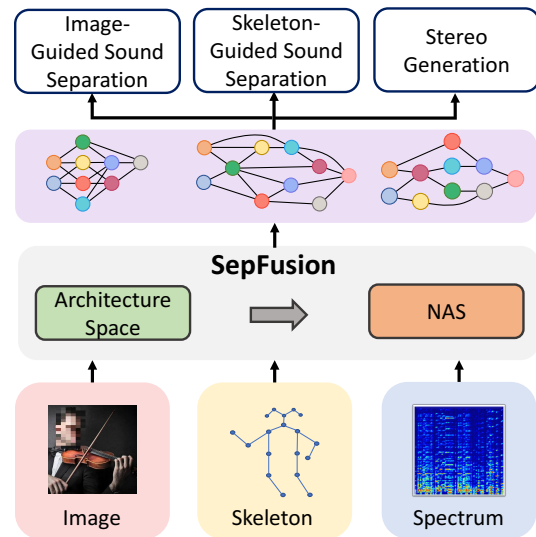 Image-
Guided Sound
Separation
Skeleton-
Guided Sound
Separation
Stereo
Generation
SepFusion
Architecture
Space
NAS
Image
Skeleton
Spectrum